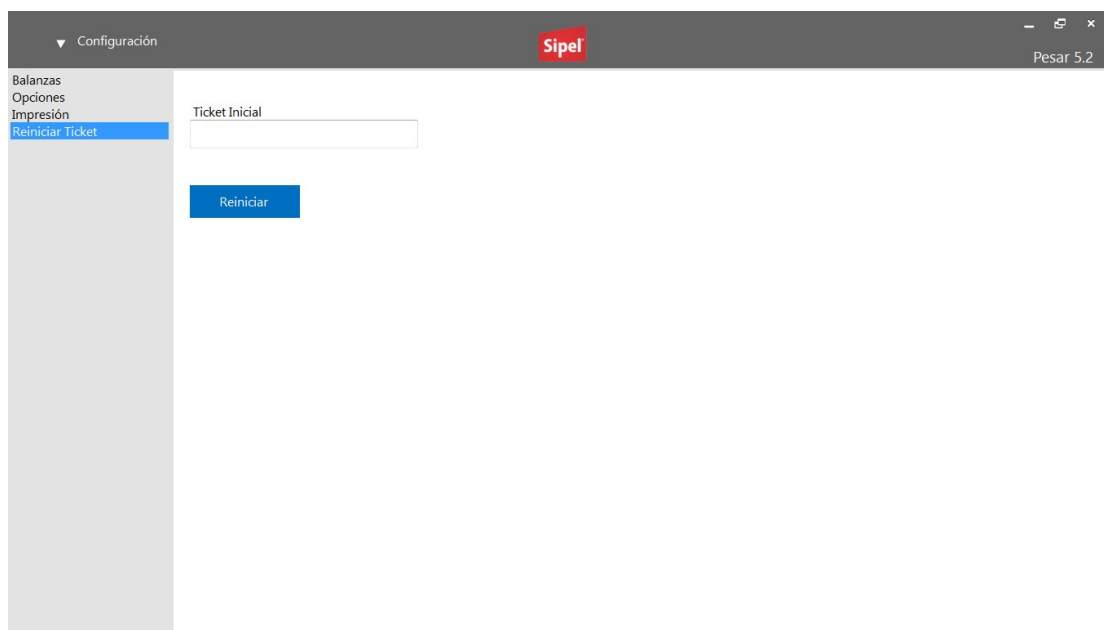 Configuración
Sipel
Pesar 5.2
Balanzas
Opciones
Impresión
Reiniciar Ticket
Ticket Inicial
Reiniciar